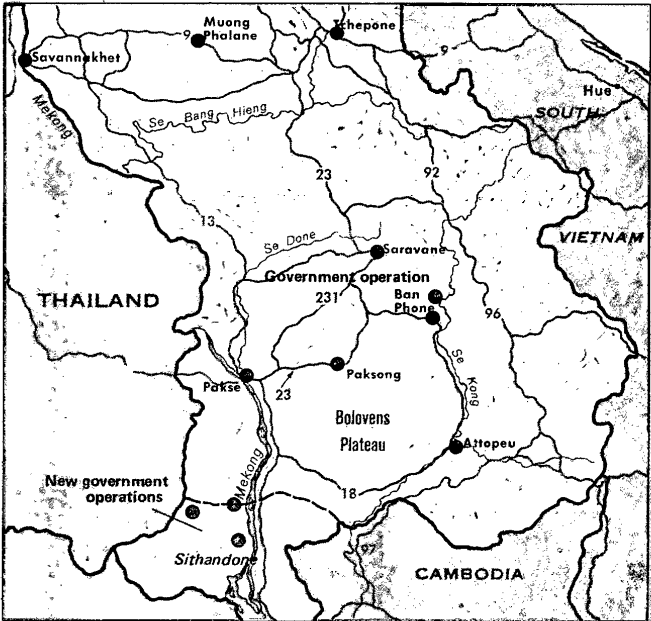 Muong
Phalane
9
Tchepone
Savannakhet
9
Hue
SOUTH
Mekong
Se Bang Hieng
23
92
13
Se Done
Saravane
VIETNAM
Government operation
THAILAND
231
Ban
Phone
96
Se Kong
Pakse
Paksong
23
Bolovens
Plateau
Attopeu
Mekong
New government
operations
18
Sithandone
97
CAMBODIA